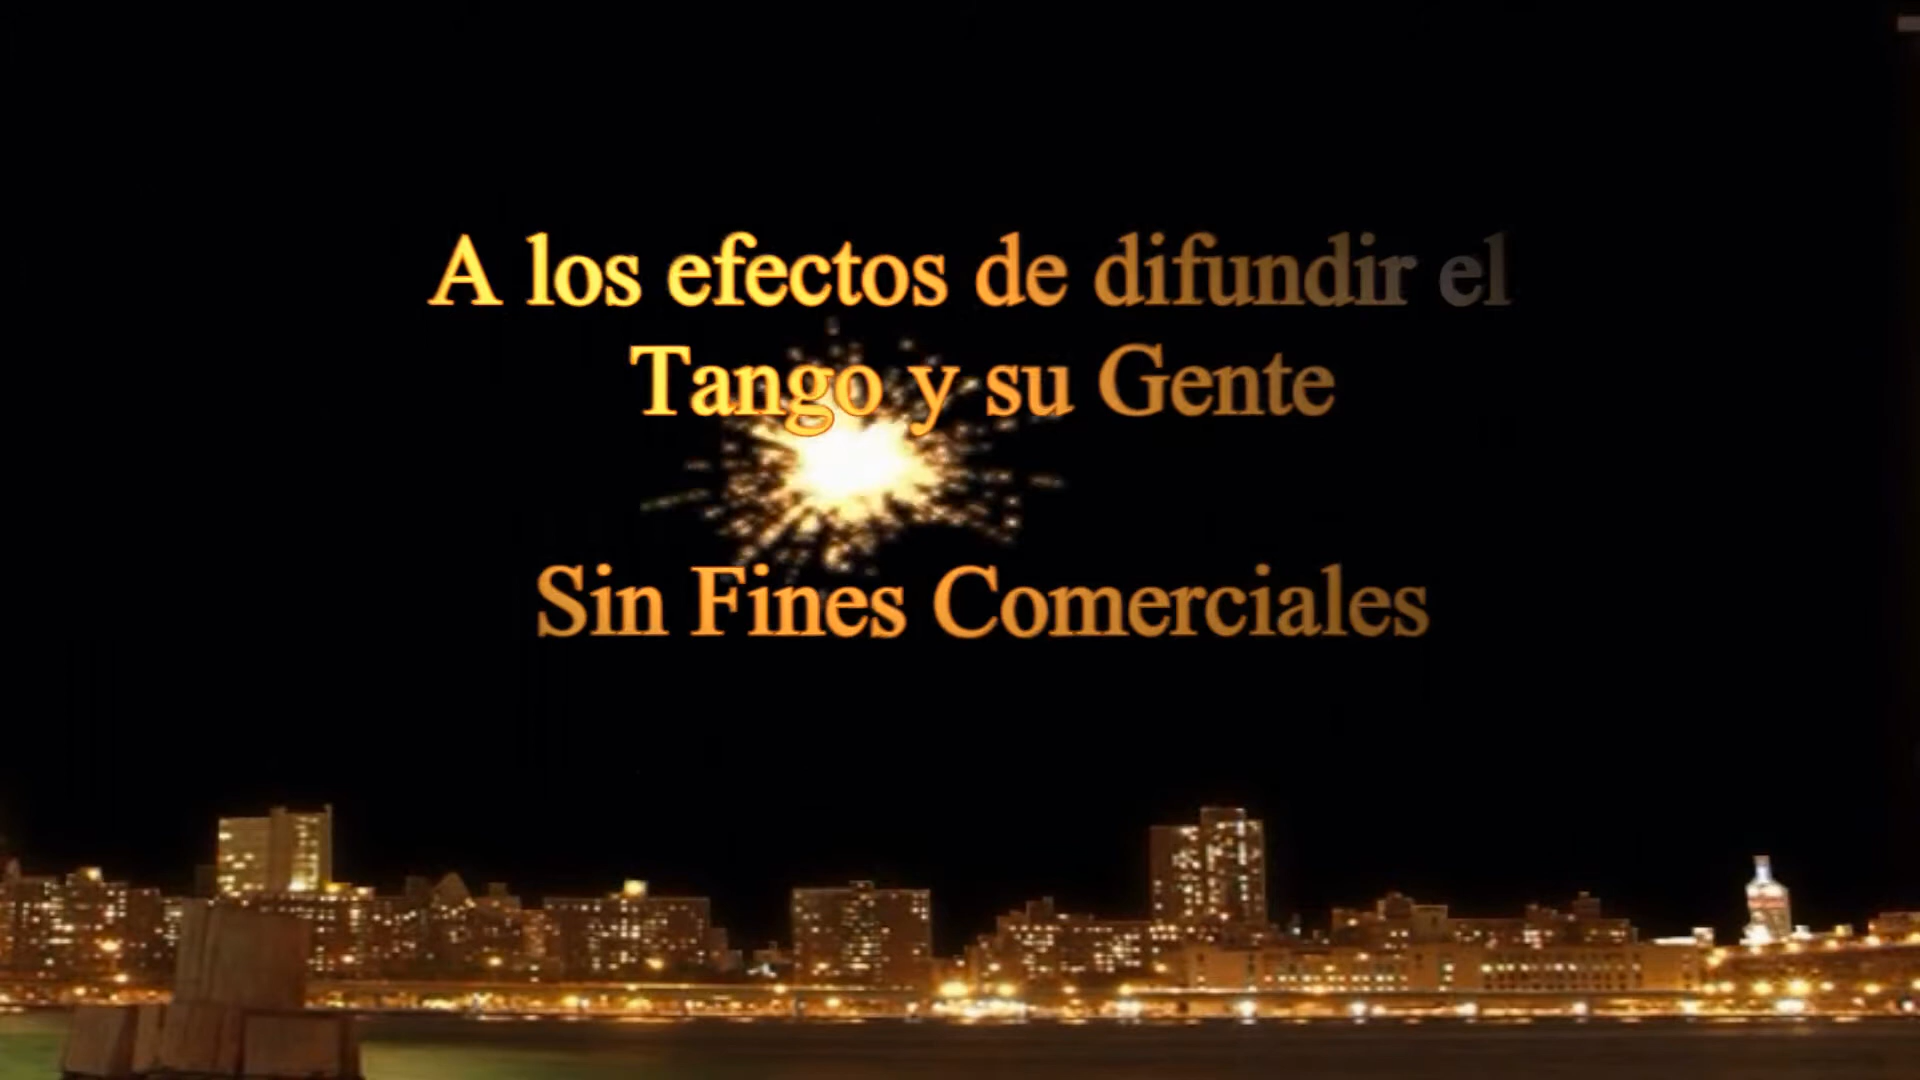 A los efectos de difundir el
Tango y su Gente
Sin Fines Comerciales